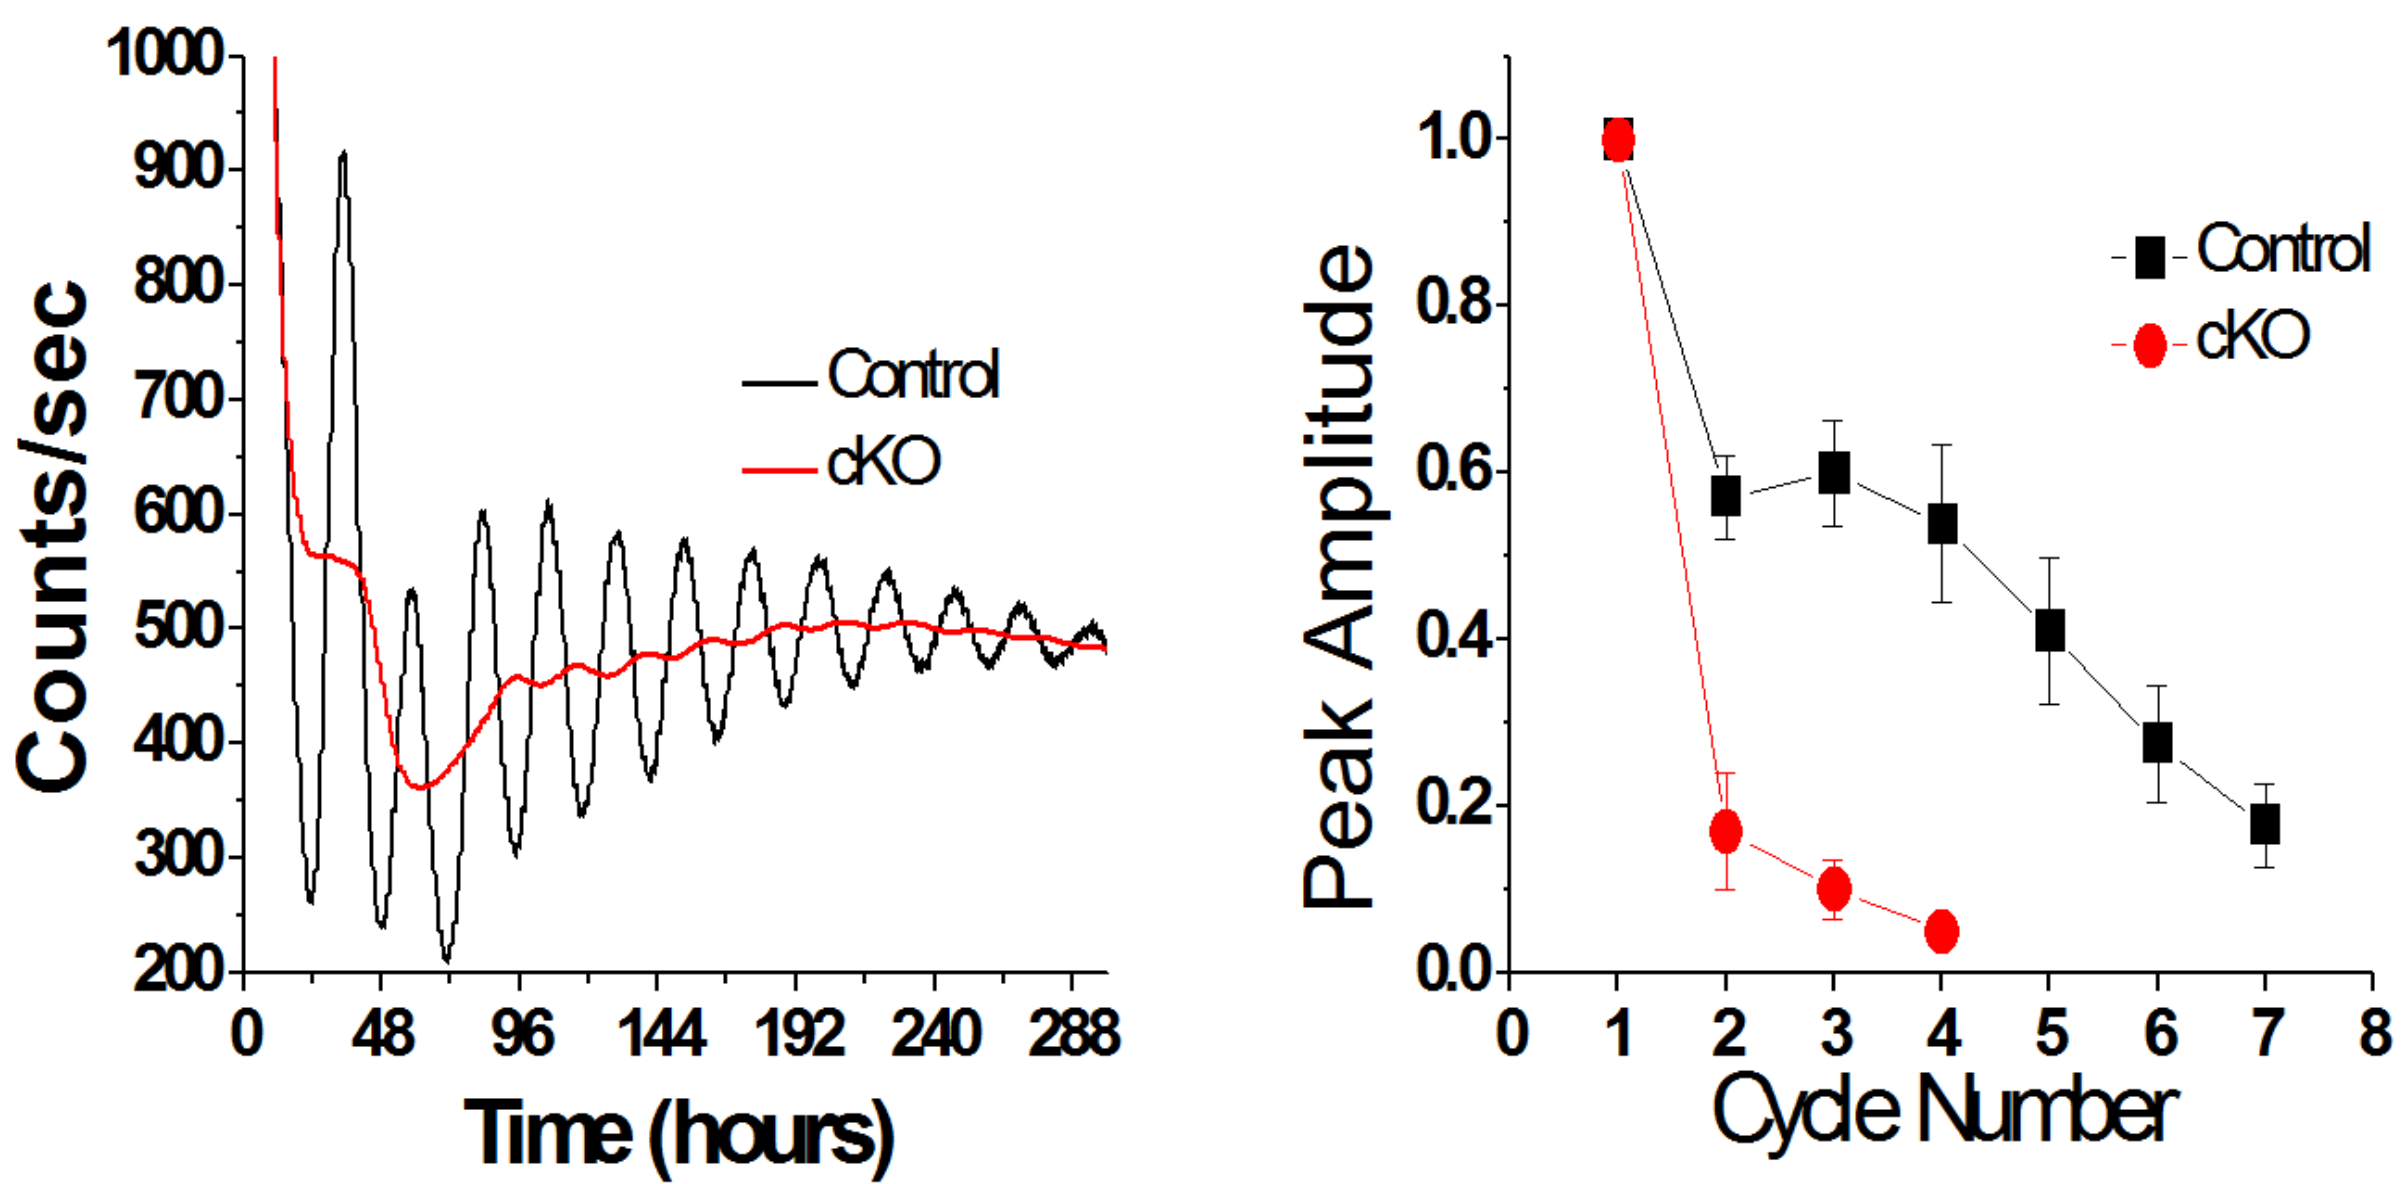 1000
900
800
700
600
500
400
300
200
Counts/sec
Control
cKO
0 48 96 144 192 240 288
Time (hours)
1.0
0.8
0.6
0.4
0.2
0.0
Peak Amplitude
Control
cKO
0 1 2 3 4 5 6 7 8
Cycle Number